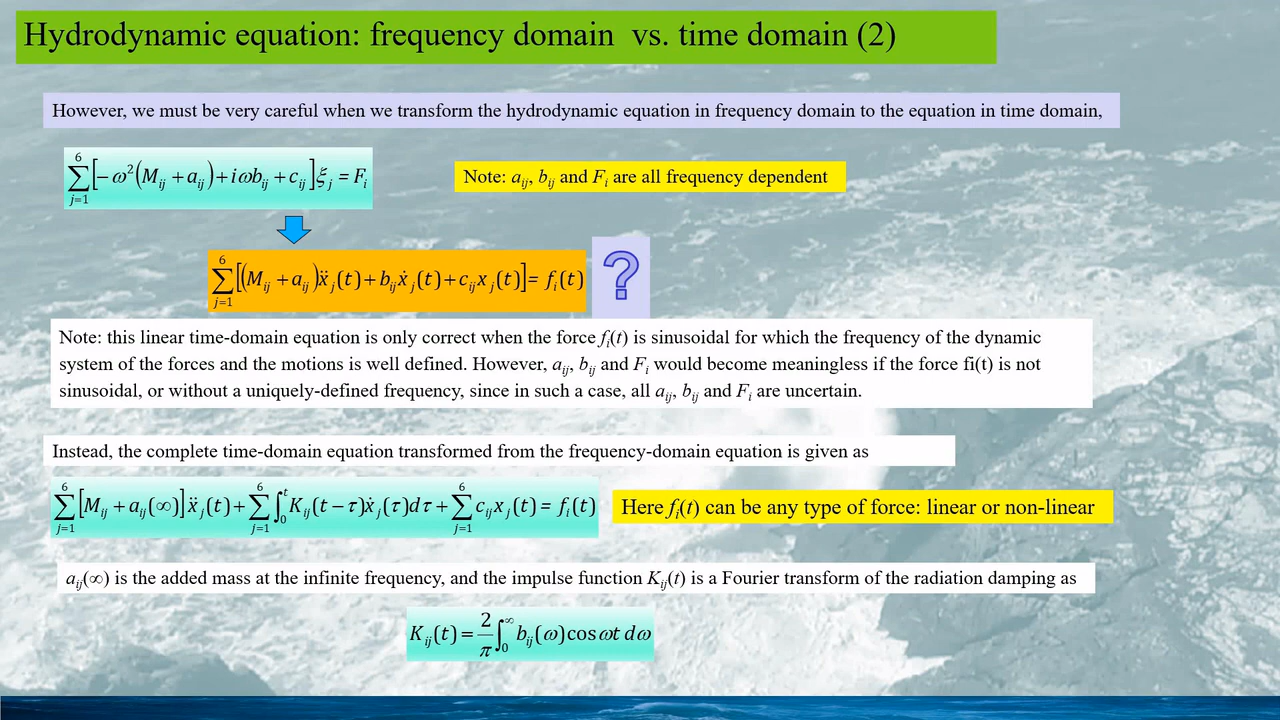 Hydrodynamic equation: frequency domain  vs. time domain (2)
However, we must be very careful when we transform the hydrodynamic equation in frequency domain to the equation in time domain,
∑_{j=1}^{6} [−ω²(M_ij + a_ij) + iωb_ij + c_ij] ξ_j = F_i
Note: a_ij, b_ij and F_i are all frequency dependent
∑_{j=1}^{6} [(M_ij + a_ij)ẍ_j(t) + b_ij ẋ_j(t) + c_ij x_j(t)] = f_i(t)
?
Note: this linear time-domain equation is only correct when the force f_i(t) is sinusoidal for which the frequency of the dynamic
system of the forces and the motions is well defined. However, a_ij, b_ij and F_i would become meaningless if the force fi(t) is not
sinusoidal, or without a uniquely-defined frequency, since in such a case, all a_ij, b_ij and F_i are uncertain.
Instead, the complete time-domain equation transformed from the frequency-domain equation is given as
∑_{j=1}^{6} [M_ij + a_ij(∞)] ẍ_j(t) + ∑_{j=1}^{6} ∫_0^t K_ij(t − τ)ẋ_j(τ)dτ + ∑_{j=1}^{6} c_ij x_j(t) = f_i(t)
Here f_i(t) can be any type of force: linear or non-linear
a_ij(∞) is the added mass at the infinite frequency, and the impulse function K_ij(t) is a Fourier transform of the radiation damping as
K_ij(t) = 2/π ∫_0^∞ b_ij(ω)cos ωt dω